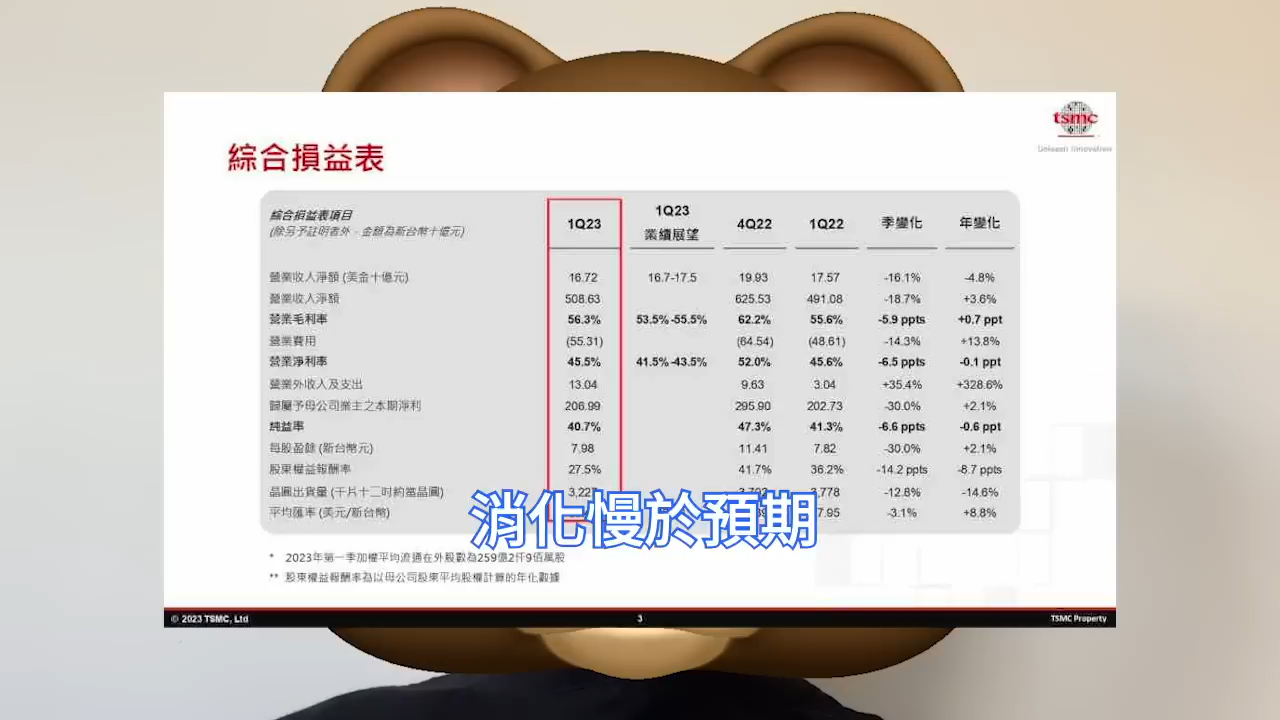 tsmc
Unleash Innovation
綜合損益表
綜合損益表項目 1Q23 1Q23 業績展望 4Q22 1Q22 季變化 年變化
(除另予註明者外，金額為新台幣十億元)
營業收入淨額 (美金十億元) 16.72 16.7-17.5 19.93 17.57 -16.1% -4.8%
營業收入淨額 508.63 625.53 491.08 -18.7% +3.6%
營業毛利率 56.3% 53.5%-55.5% 62.2% 55.6% -5.9 ppts +0.7 ppt
營業費用 (55.31) (64.54) (48.61) -14.3% +13.8%
營業淨利率 45.5% 41.5%-43.5% 52.0% 45.6% -6.5 ppts -0.1 ppt
營業外收入及支出 13.04 9.63 3.04 +35.4% +328.6%
歸屬予母公司業主之本期淨利 206.99 295.90 202.73 -30.0% +2.1%
純益率 40.7% 47.3% 41.3% -6.6 ppts -0.6 ppt
每股盈餘 (新台幣元) 7.98 11.41 7.82 -30.0% +2.1%
股東權益報酬率 27.5% 41.7% 36.2% -14.2 ppts -8.7 ppts
晶圓出貨量 (千片十二吋約當晶圓) -12.8% -14.6%
平均匯率 (美元/新台幣) -3.1% +8.8%
消化慢於預期
* 2023年第一季加權平均流通在外股數為259億2仟9佰萬股
** 股東權益報酬率為以母公司股東平均股權計算的年化數據
© 2023 TSMC, Ltd 3 TSMC Property